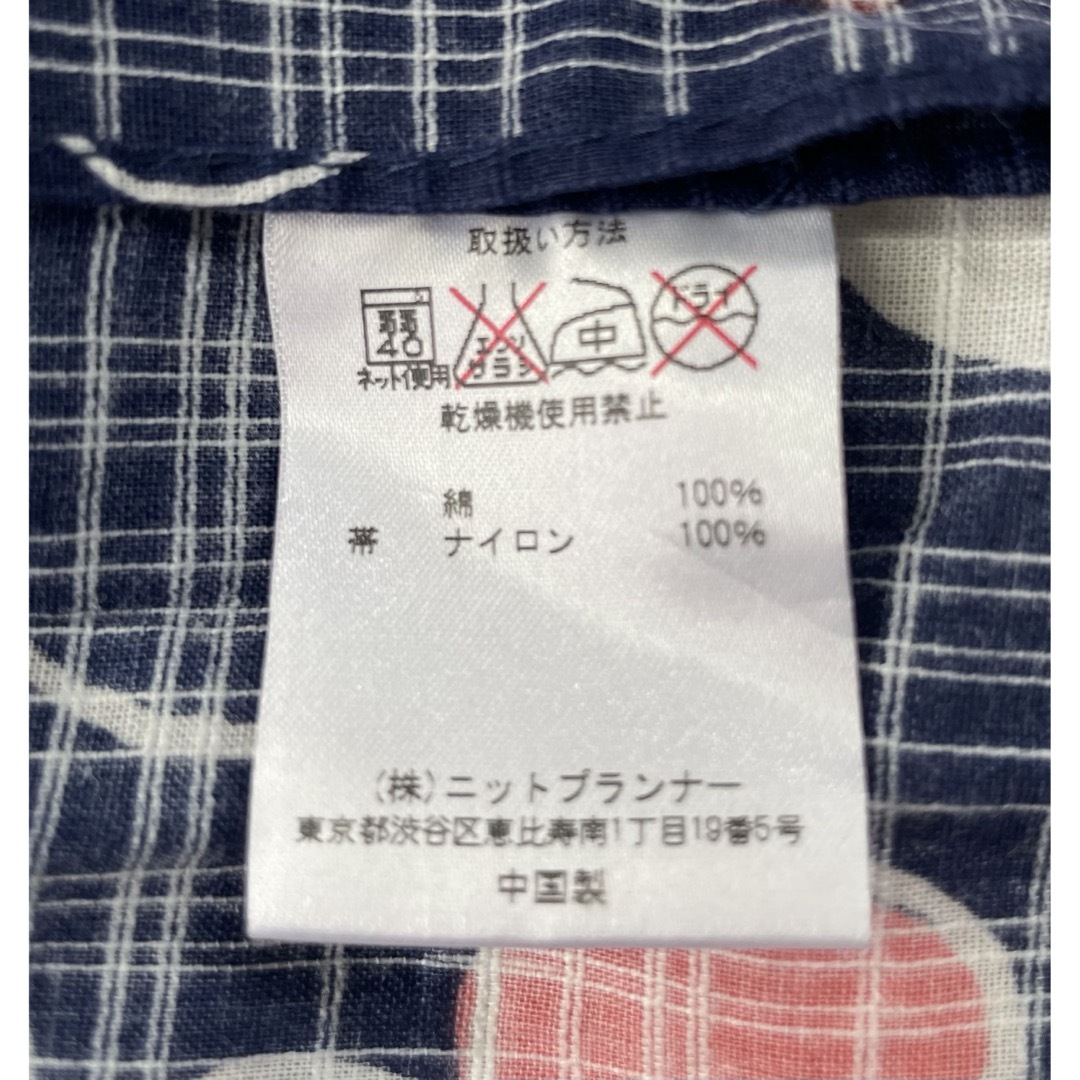 取扱い方法
弱
40
エンソ
サラシ
中
ドライ
ネット使用
乾燥機使用禁止
綿 100%
帯 ナイロン 100%
(株)ニットプランナー
東京都渋谷区恵比寿南1丁目19番5号
中国製